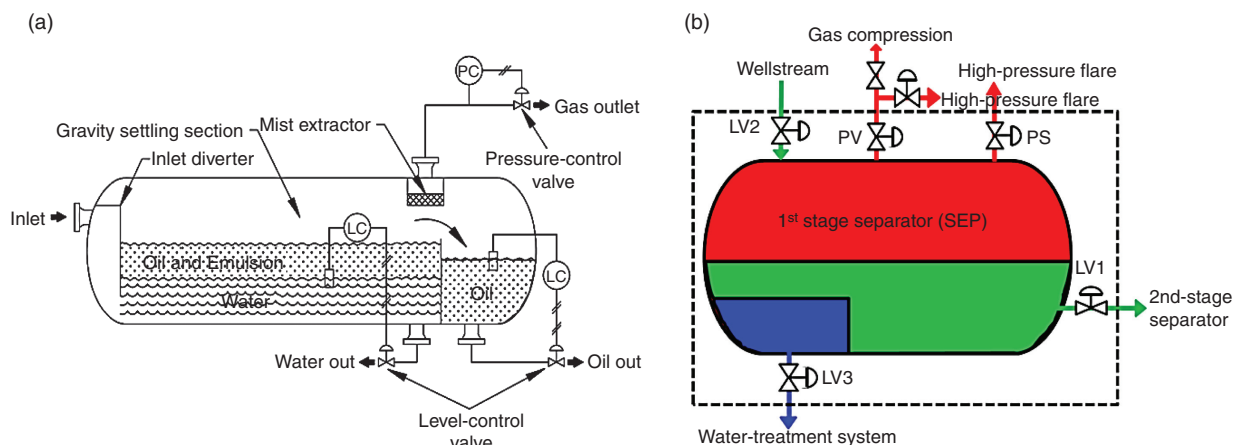 (a)
PC
Gas outlet
Gravity settling section
Mist extractor
Inlet diverter
Pressure-control
valve
Inlet
LC
Oil and Emulsion
Water
Oil
LC
Water out
Oil out
Level-control
valve
(b)
Gas compression
Wellstream
High-pressure flare
High-pressure flare
LV2
PV
PS
1st stage separator (SEP)
LV1
2nd-stage
separator
LV3
Water-treatment system